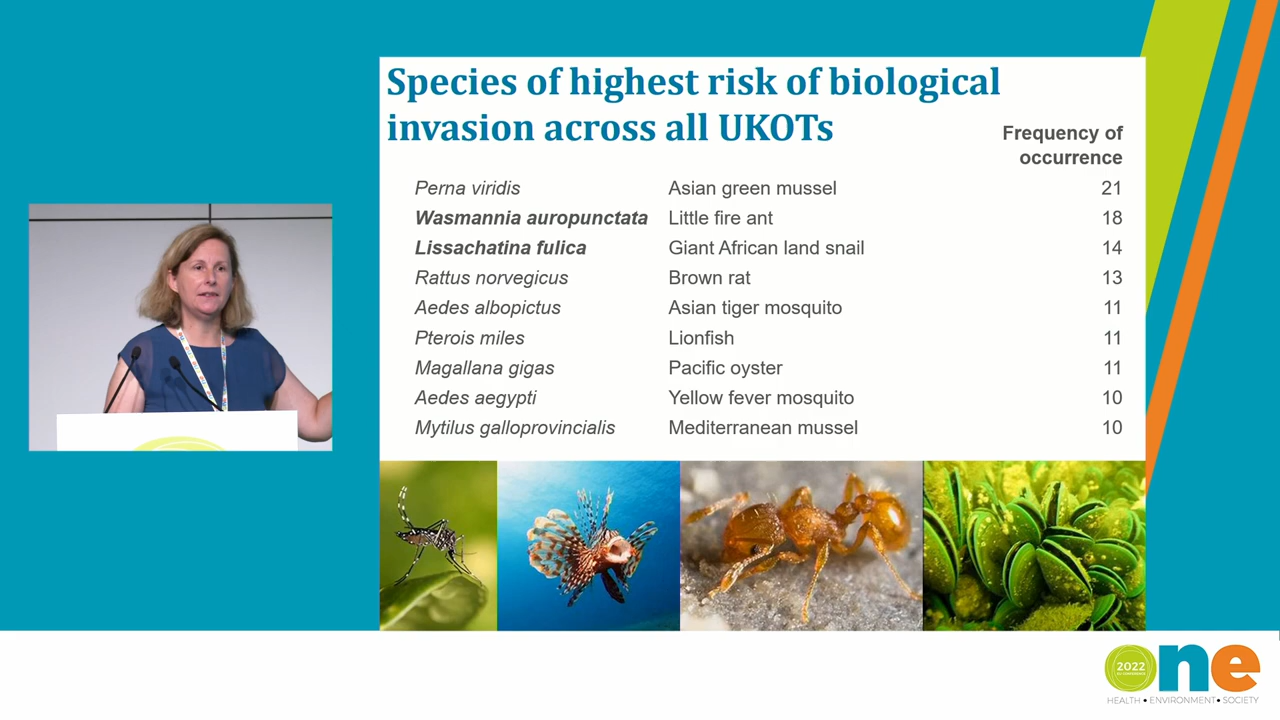 Species of highest risk of biological
invasion across all UKOTs
Frequency of
occurrence
Perna viridis Asian green mussel 21
Wasmannia auropunctata Little fire ant 18
Lissachatina fulica Giant African land snail 14
Rattus norvegicus Brown rat 13
Aedes albopictus Asian tiger mosquito 11
Pterois miles Lionfish 11
Magallana gigas Pacific oyster 11
Aedes aegypti Yellow fever mosquito 10
Mytilus galloprovincialis Mediterranean mussel 10
2022
one
HEALTH • ENVIRONMENT • SOCIETY